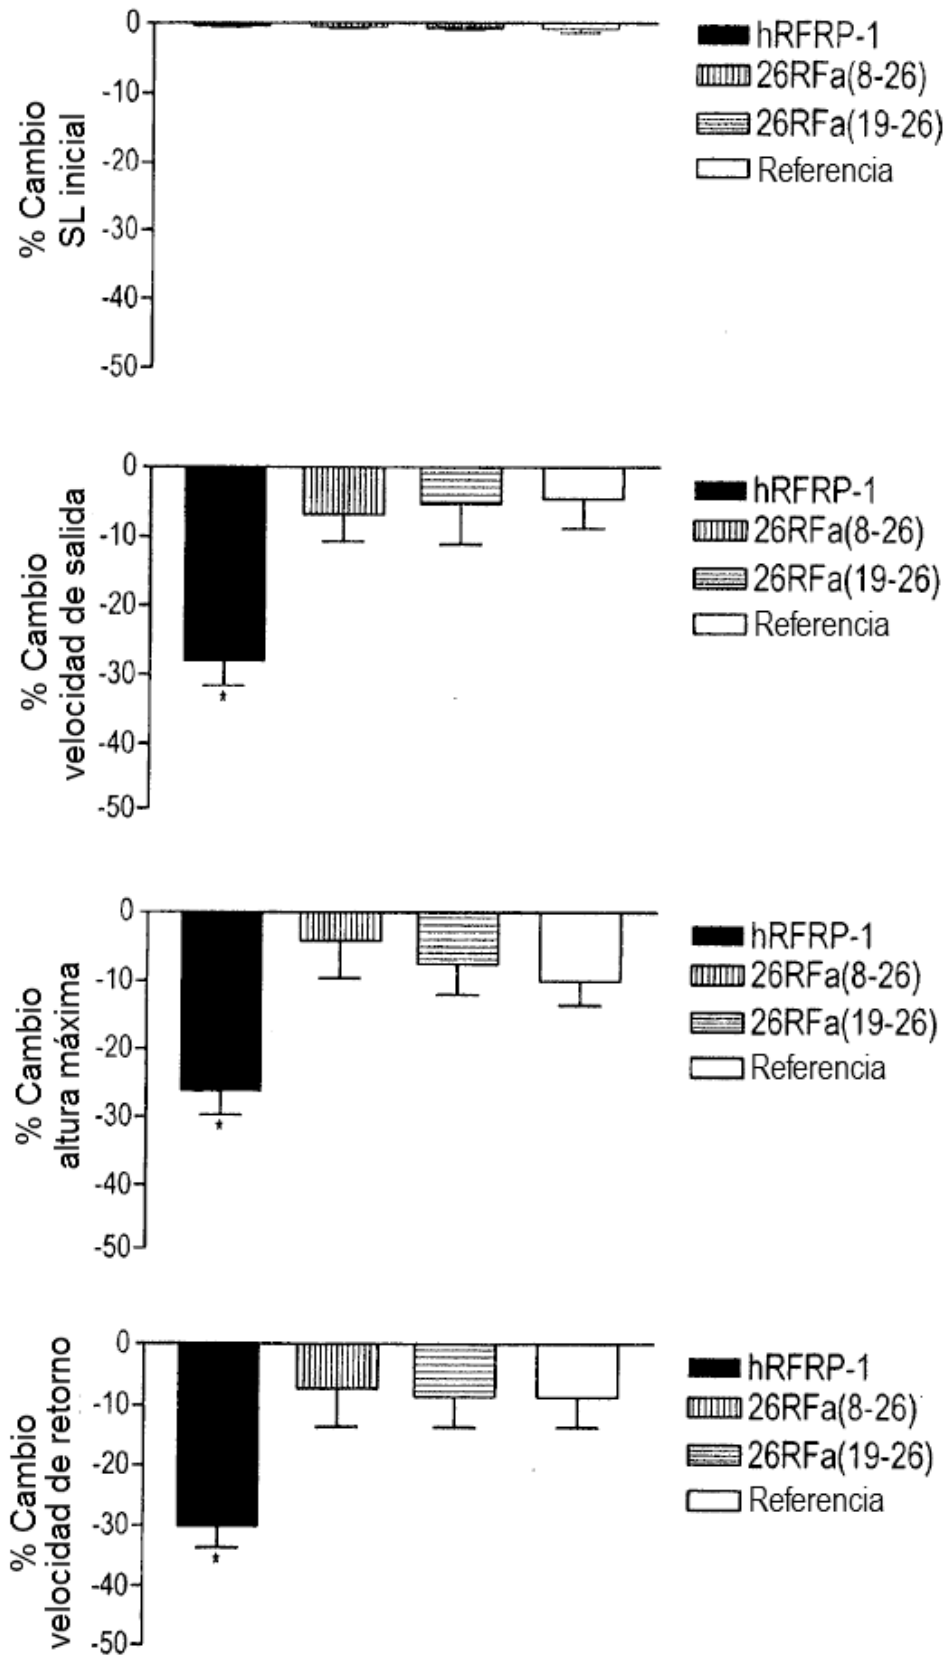 % Cambio
SL inicial
0
-10
-20
-30
-40
-50
hRFRP-1
26RFa(8-26)
26RFa(19-26)
Referencia
% Cambio
velocidad de salida
0
-10
-20
-30
-40
-50
*
hRFRP-1
26RFa(8-26)
26RFa(19-26)
Referencia
% Cambio
altura máxima
0
-10
-20
-30
-40
-50
*
hRFRP-1
26RFa(8-26)
26RFa(19-26)
Referencia
% Cambio
velocidad de retorno
0
-10
-20
-30
-40
-50
*
hRFRP-1
26RFa(8-26)
26RFa(19-26)
Referencia